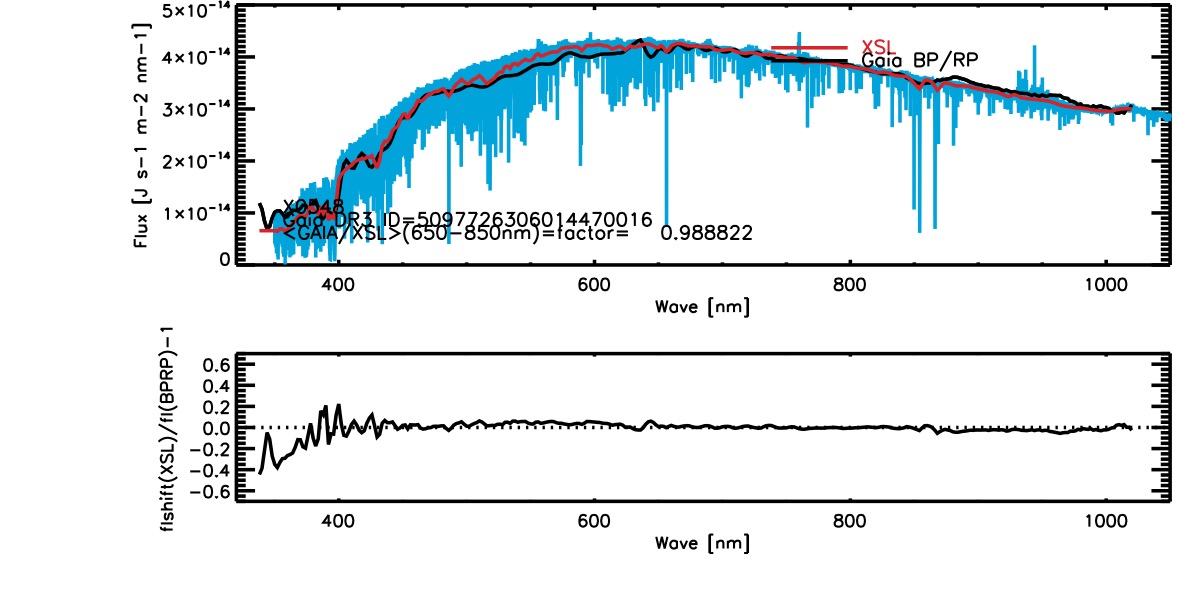 5×10−14
4×10−14
3×10−14
2×10−14
1×10−14
0
Flux [J s−1 m−2 nm−1]
XSL
Gaia BP/RP
X0548
Gaia DR3 ID=5097726306014470016
<GAIA/XSL>(650−850nm)=factor= 0.988822
400 600 800 1000
Wave [nm]
flshift(XSL)/fl(BPRP)−1
0.6
0.4
0.2
0.0
−0.2
−0.4
−0.6
400 600 800 1000
Wave [nm]